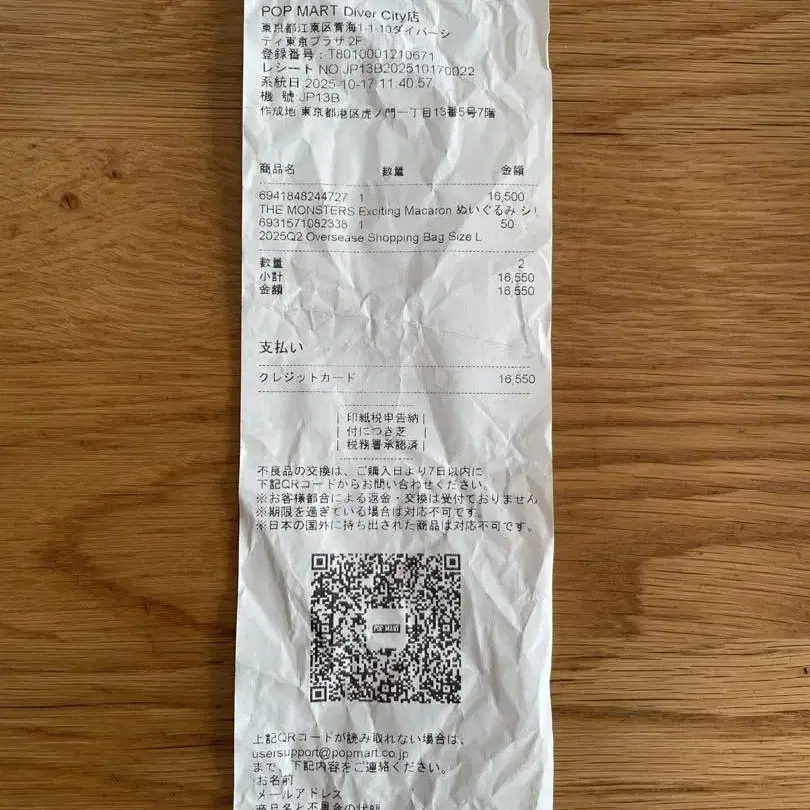 POP MART Diver City店
東京都江東区青海1-1-10ダイバーシ
ティ東京プラザ 2F
登録番号：T8010001210671
レシート NO:JP13B202510170022
系統日 2025-10-17 11:40:57
機 號 JP13B
作成地 東京都港区虎ノ門一丁目13番5号7階
商品名 数量 金額
6941848244727 1 16,500
THE MONSTERS Exciting Macaron ぬいぐるみ シリ
6931571082338 1 50
2025Q2 Oversease Shopping Bag Size L
数量 2
小計 16,550
金額 16,550
支払い
クレジットカード 16,550
印紙税申告納
付につき芝
税務署承認済
不良品の交換は、ご購入日より7日以内に
下記QRコードからお問い合わせください。
※お客様都合による返金・交換は受付ておりません
※期限を過ぎている場合は対応不可です。
※日本の国外に持ち出された商品は対応不可です。
POP MART
上記QRコードが読み取れない場合は、
usersupport@popmart.co.jp
まで、下記内容をご連絡ください。
·お名前
·メールアドレス
·商品名と不具合の状態